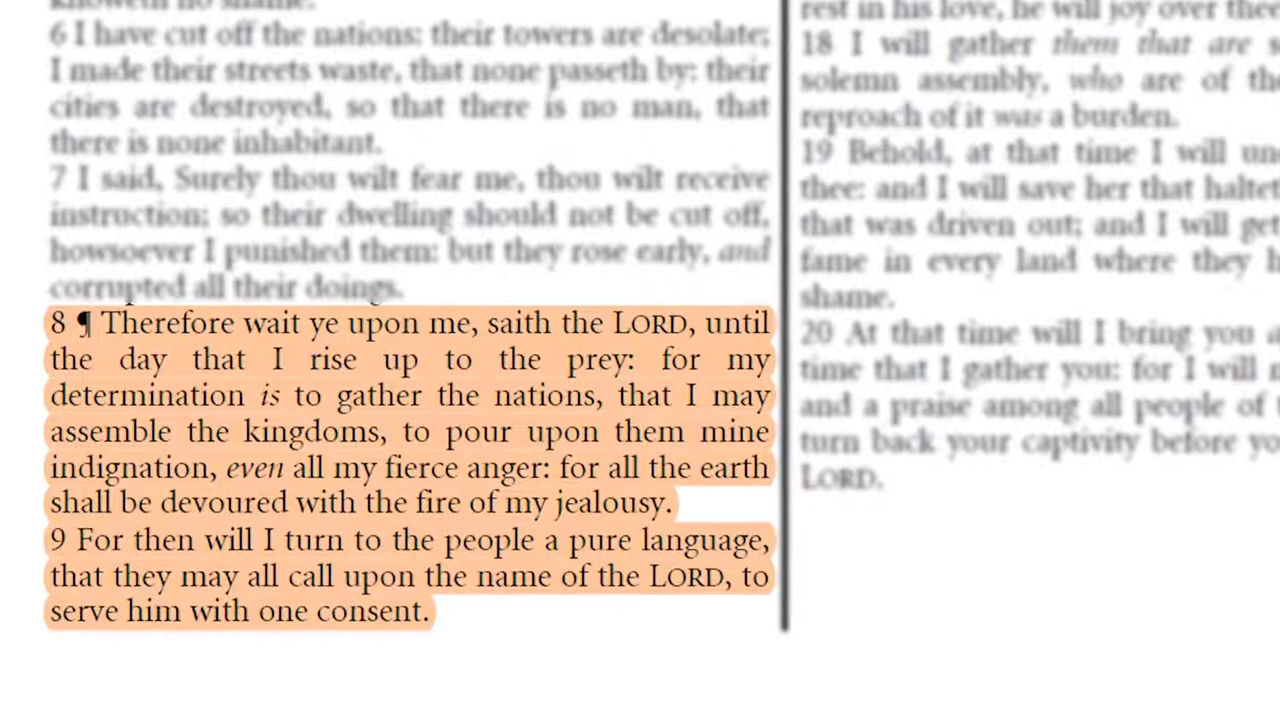 6 I have cut off the nations: their towers are desolate;
I made their streets waste, that none passeth by: their
cities are destroyed, so that there is no man, that
there is none inhabitant.
7 I said, Surely thou wilt fear me, thou wilt receive
instruction; so their dwelling should not be cut off,
howsoever I punished them: but they rose early, and
corrupted all their doings.
8 ¶ Therefore wait ye upon me, saith the LORD, until
the day that I rise up to the prey: for my
determination is to gather the nations, that I may
assemble the kingdoms, to pour upon them mine
indignation, even all my fierce anger: for all the earth
shall be devoured with the fire of my jealousy.
9 For then will I turn to the people a pure language,
that they may all call upon the name of the LORD, to
serve him with one consent.
rest in his love, he will joy over thee
18 I will gather them that are
solemn assembly, who are of
reproach of it was a burden.
19 Behold, at that time I will
thee: and I will save her that
that was driven out; and I will get
fame in every land where they
shame.
20 At that time will I bring you
time that I gather you: for I will
and a praise among all people of
turn back your captivity before
LORD.